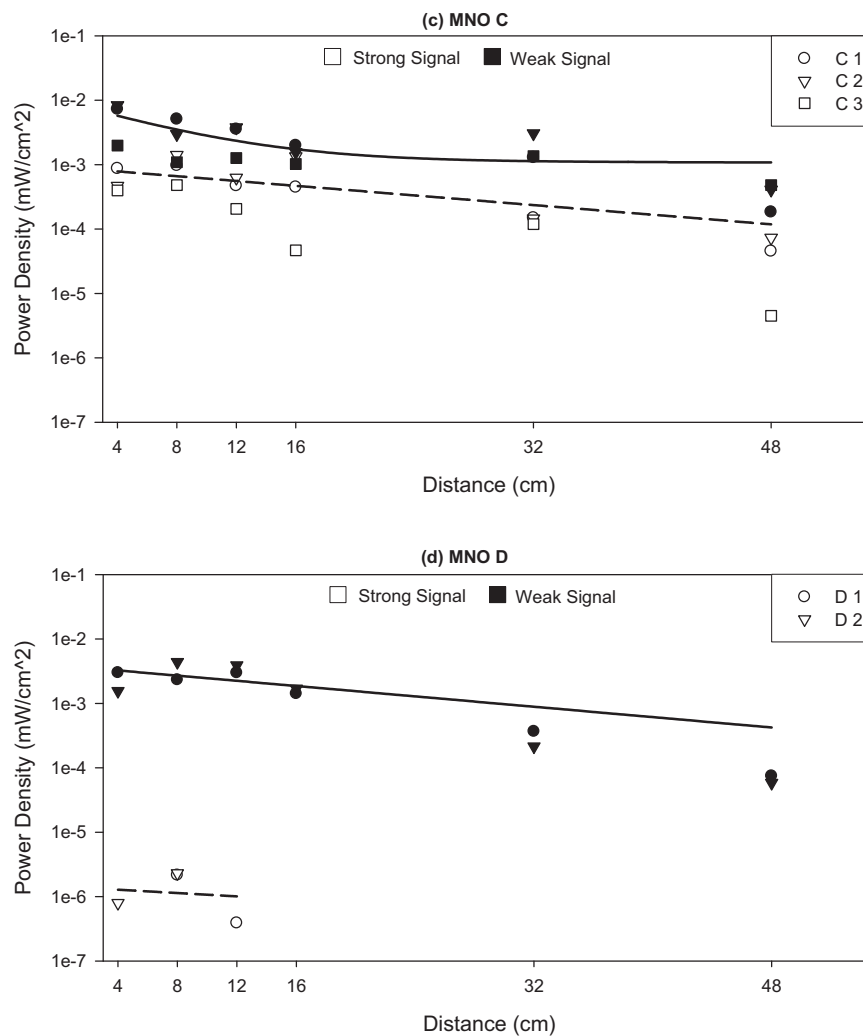 (c) MNO C
1e-1
1e-2
1e-3
1e-4
1e-5
1e-6
1e-7
Power Density (mW/cm^2)
Strong Signal Weak Signal
C 1
C 2
C 3
4 8 12 16 32 48
Distance (cm)
(d) MNO D
1e-1
1e-2
1e-3
1e-4
1e-5
1e-6
1e-7
Power Density (mW/cm^2)
Strong Signal Weak Signal
D 1
D 2
4 8 12 16 32 48
Distance (cm)